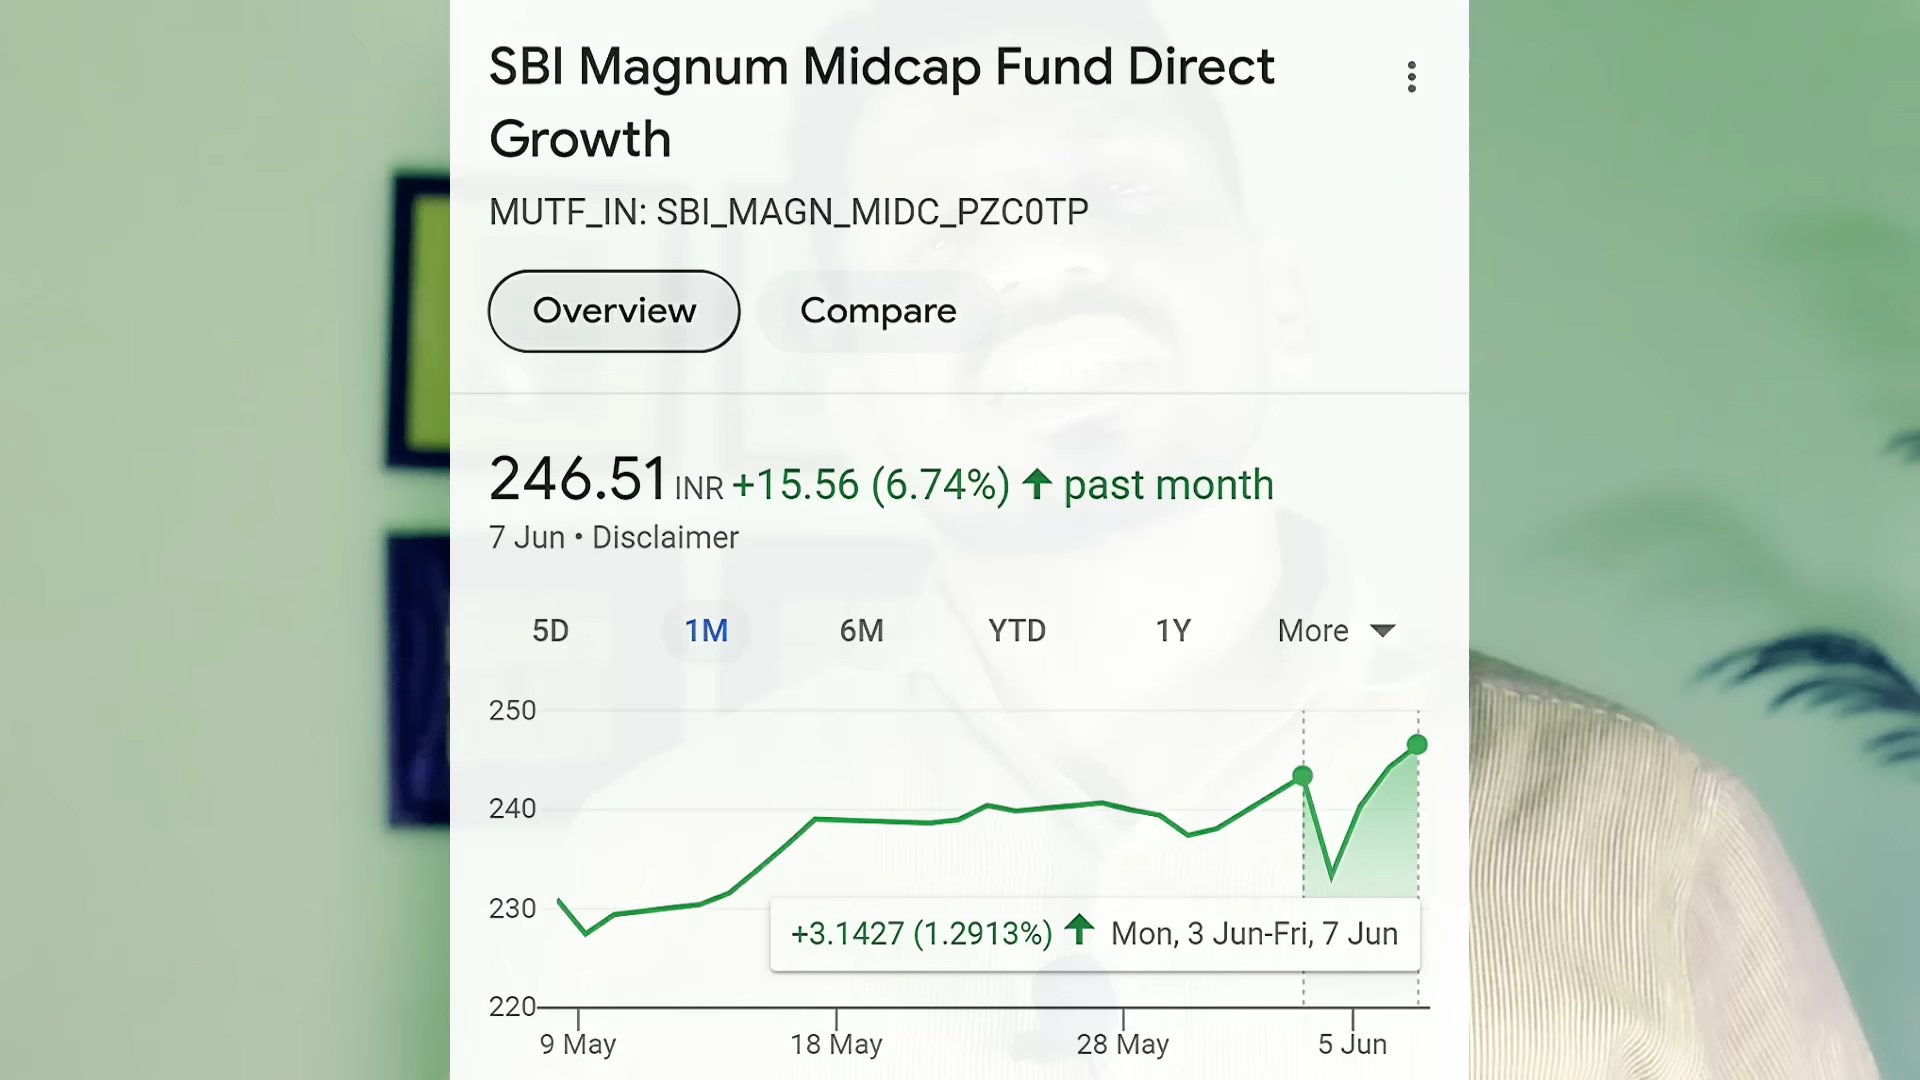 SBI Magnum Midcap Fund Direct
Growth
MUTF_IN: SBI_MAGN_MIDC_PZC0TP
Overview Compare
246.51 INR +15.56 (6.74%) ↑ past month
7 Jun • Disclaimer
5D 1M 6M YTD 1Y More
250
240
230
+3.1427 (1.2913%) ↑ Mon, 3 Jun-Fri, 7 Jun
220
9 May 18 May 28 May 5 Jun